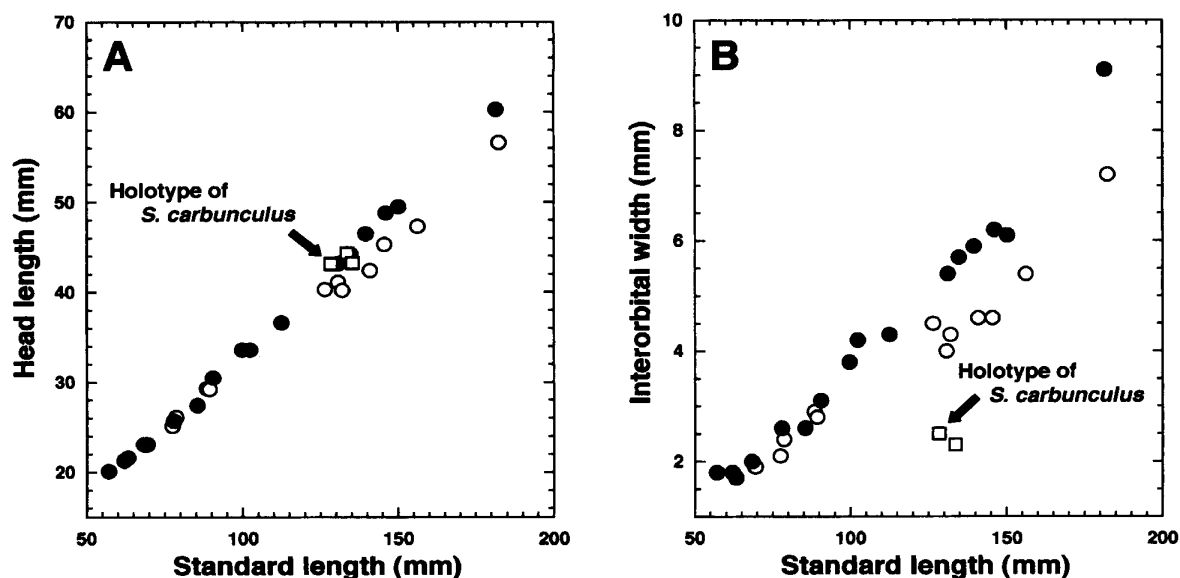 A
70
60
50
40
30
20
Head length (mm)
Holotype of
S. carbunculus
50
100
150
200
Standard length (mm)
B
10
8
6
4
2
Interorbital width (mm)
Holotype of
S. carbunculus
50
100
150
200
Standard length (mm)